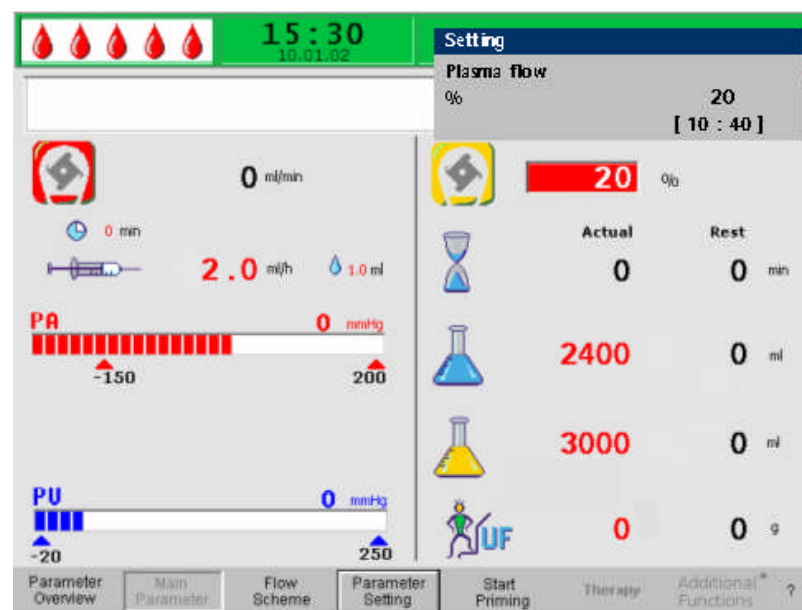 15:30
10.01.02
Setting
Plasma flow
% 20
[ 10 : 40 ]
0 ml/min
20 %
0 min
Actual Rest
2.0 ml/h 1.0 ml
0 0 min
PA 0 mmHg
-150 200
2400 0 ml
3000 0 ml
PU 0 mmHg
-20 250
UF 0 0 g
Parameter Overview
Main Parameter
Flow Scheme
Parameter Setting
Start Priming
Therapy
Additional Functions *
?